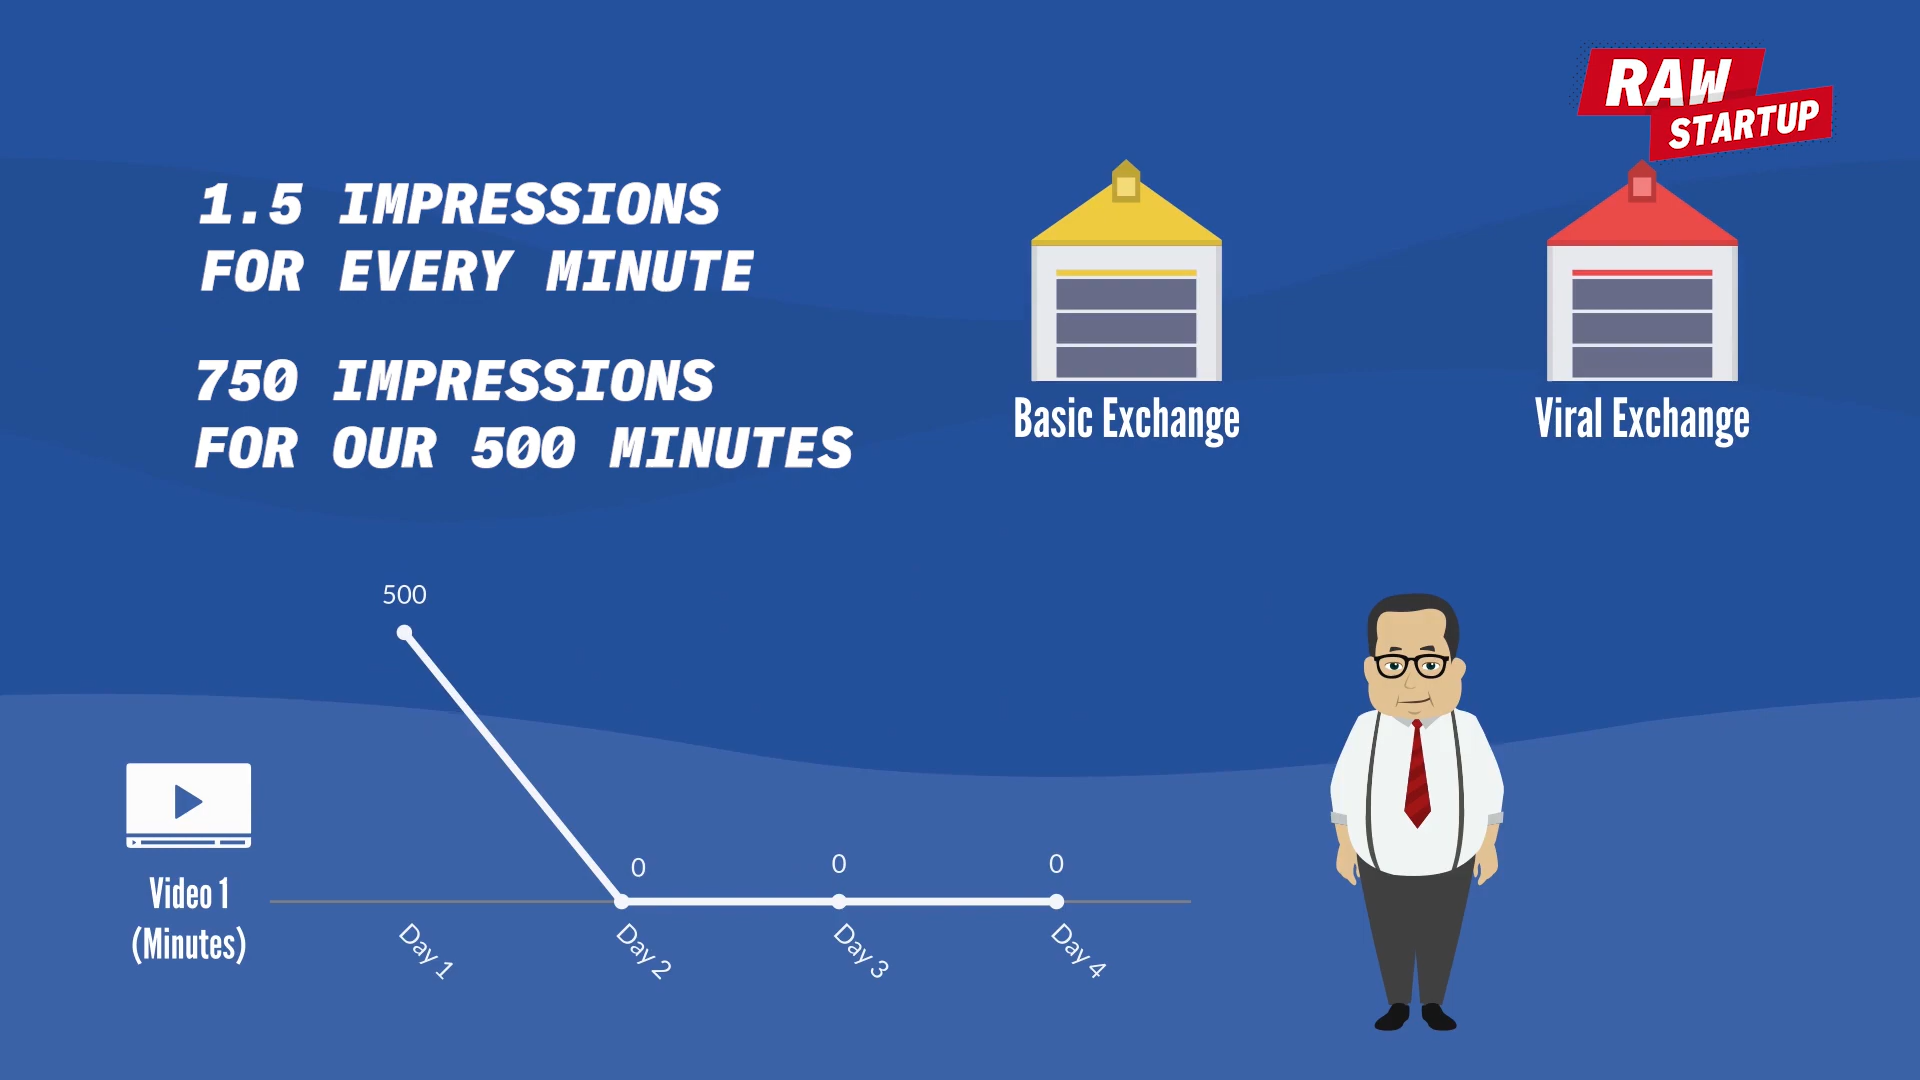 RAW
STARTUP
1.5 IMPRESSIONS
FOR EVERY MINUTE
750 IMPRESSIONS
FOR OUR 500 MINUTES
Basic Exchange
Viral Exchange
500
0
0
0
Video 1
(Minutes)
Day 1
Day 2
Day 3
Day 4